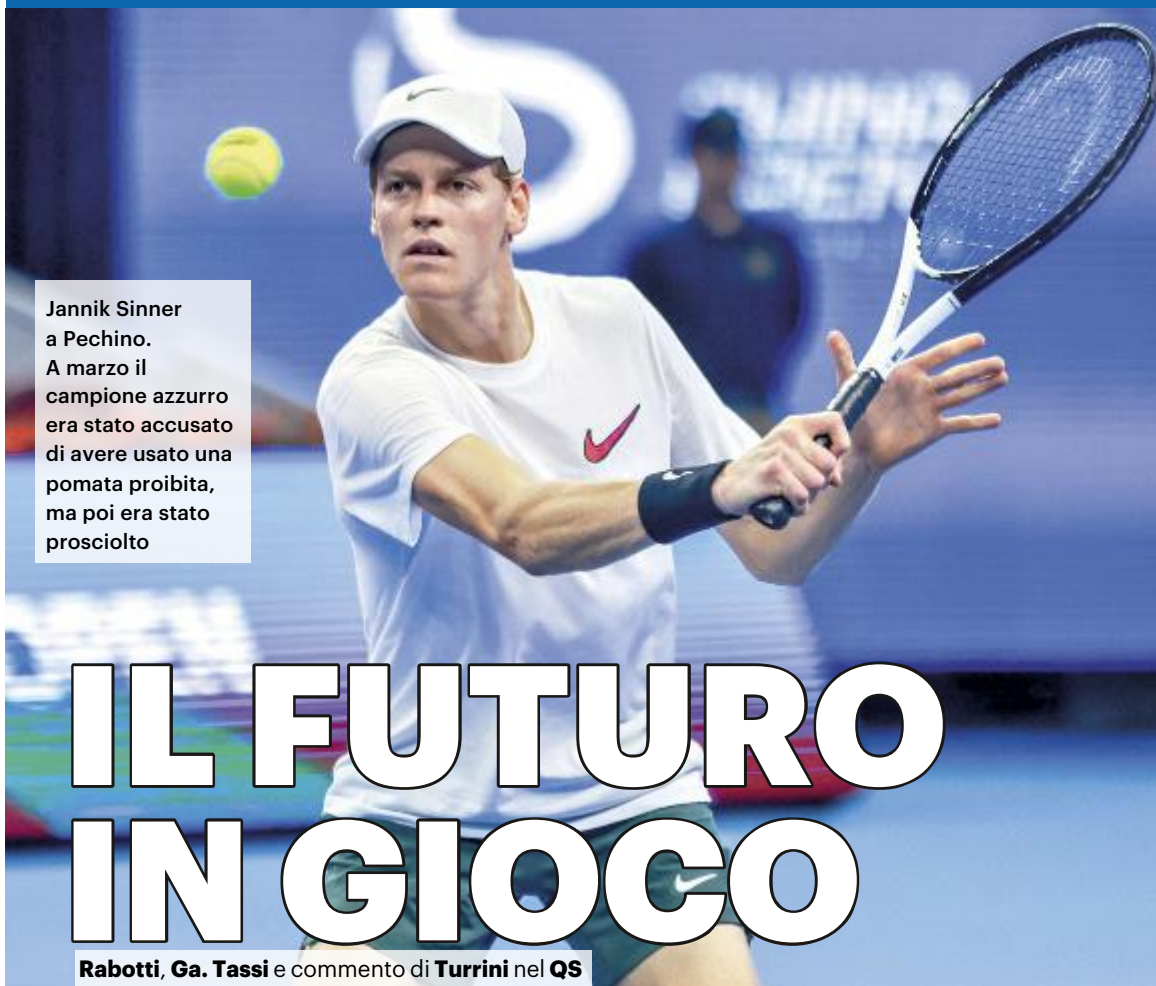 Jannik Sinner
a Pechino.
A marzo il
campione azzurro
era stato accusato
di avere usato una
pomata proibita,
ma poi era stato
prosciolto
IL FUTURO
IN GIOCO
Rabotti, Ga. Tassi e commento di Turrini nel QS